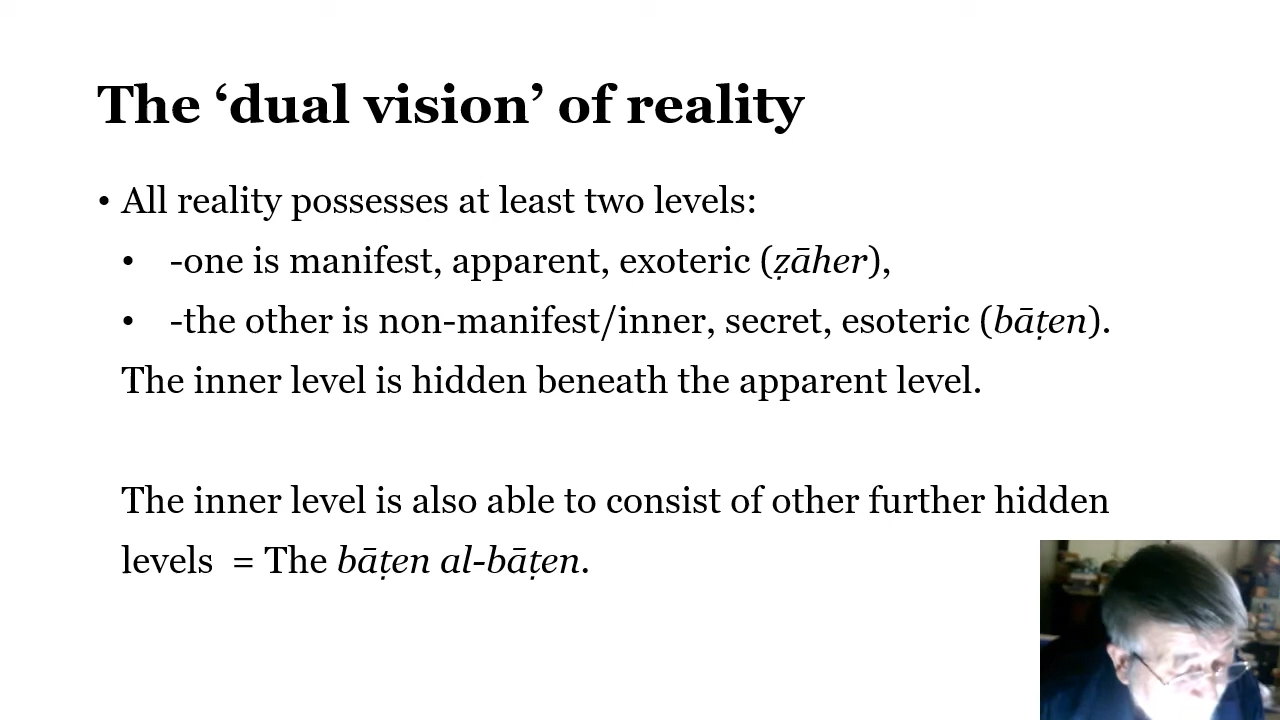 The ‘dual vision’ of reality
• All reality possesses at least two levels:
• -one is manifest, apparent, exoteric (ẓāher),
• -the other is non-manifest/inner, secret, esoteric (bāṭen).
The inner level is hidden beneath the apparent level.
The inner level is also able to consist of other further hidden
levels = The bāṭen al-bāṭen.